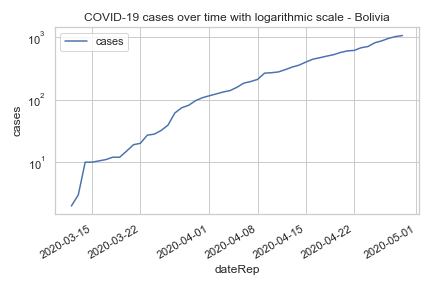 COVID-19 cases over time with logarithmic scale - Bolivia
cases
10³
10²
10¹
cases
2020-03-15
2020-03-22
2020-04-01
2020-04-08
2020-04-15
2020-04-22
2020-05-01
dateRep